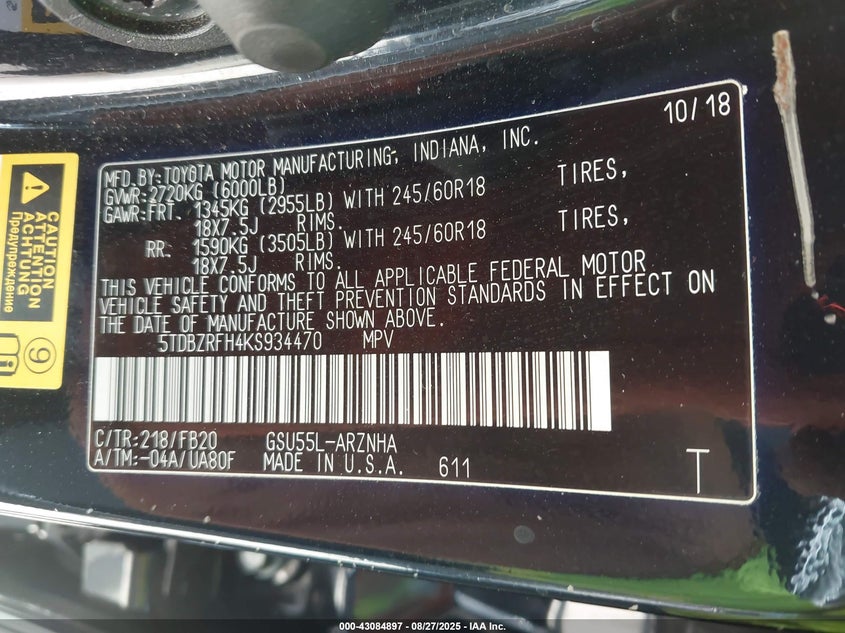 10/18
MFD.BY:TOYOTA MOTOR MANUFACTURING, INDIANA, INC.
GVWR:2720KG (6000LB)
GAWR:FRT. 1345KG (2955LB) WITH 245/60R18 TIRES,
18X7.5J RIMS.
RR. 1590KG (3505LB) WITH 245/60R18 TIRES,
18X7.5J RIMS.
THIS VEHICLE CONFORMS TO ALL APPLICABLE FEDERAL MOTOR
VEHICLE SAFETY AND THEFT PREVENTION STANDARDS IN EFFECT ON
THE DATE OF MANUFACTURE SHOWN ABOVE.
5TDBZRFH4KS934470 MPV
C/TR:218/FB20 GSU55L-ARZNHA
A/TM:-04A/UA80F MADE IN U.S.A. 611 T
CAUTION
ATTENTION
ACHTUNG
Предупреждение
9
000-43084897 - 08/27/2025 - IAA Inc.